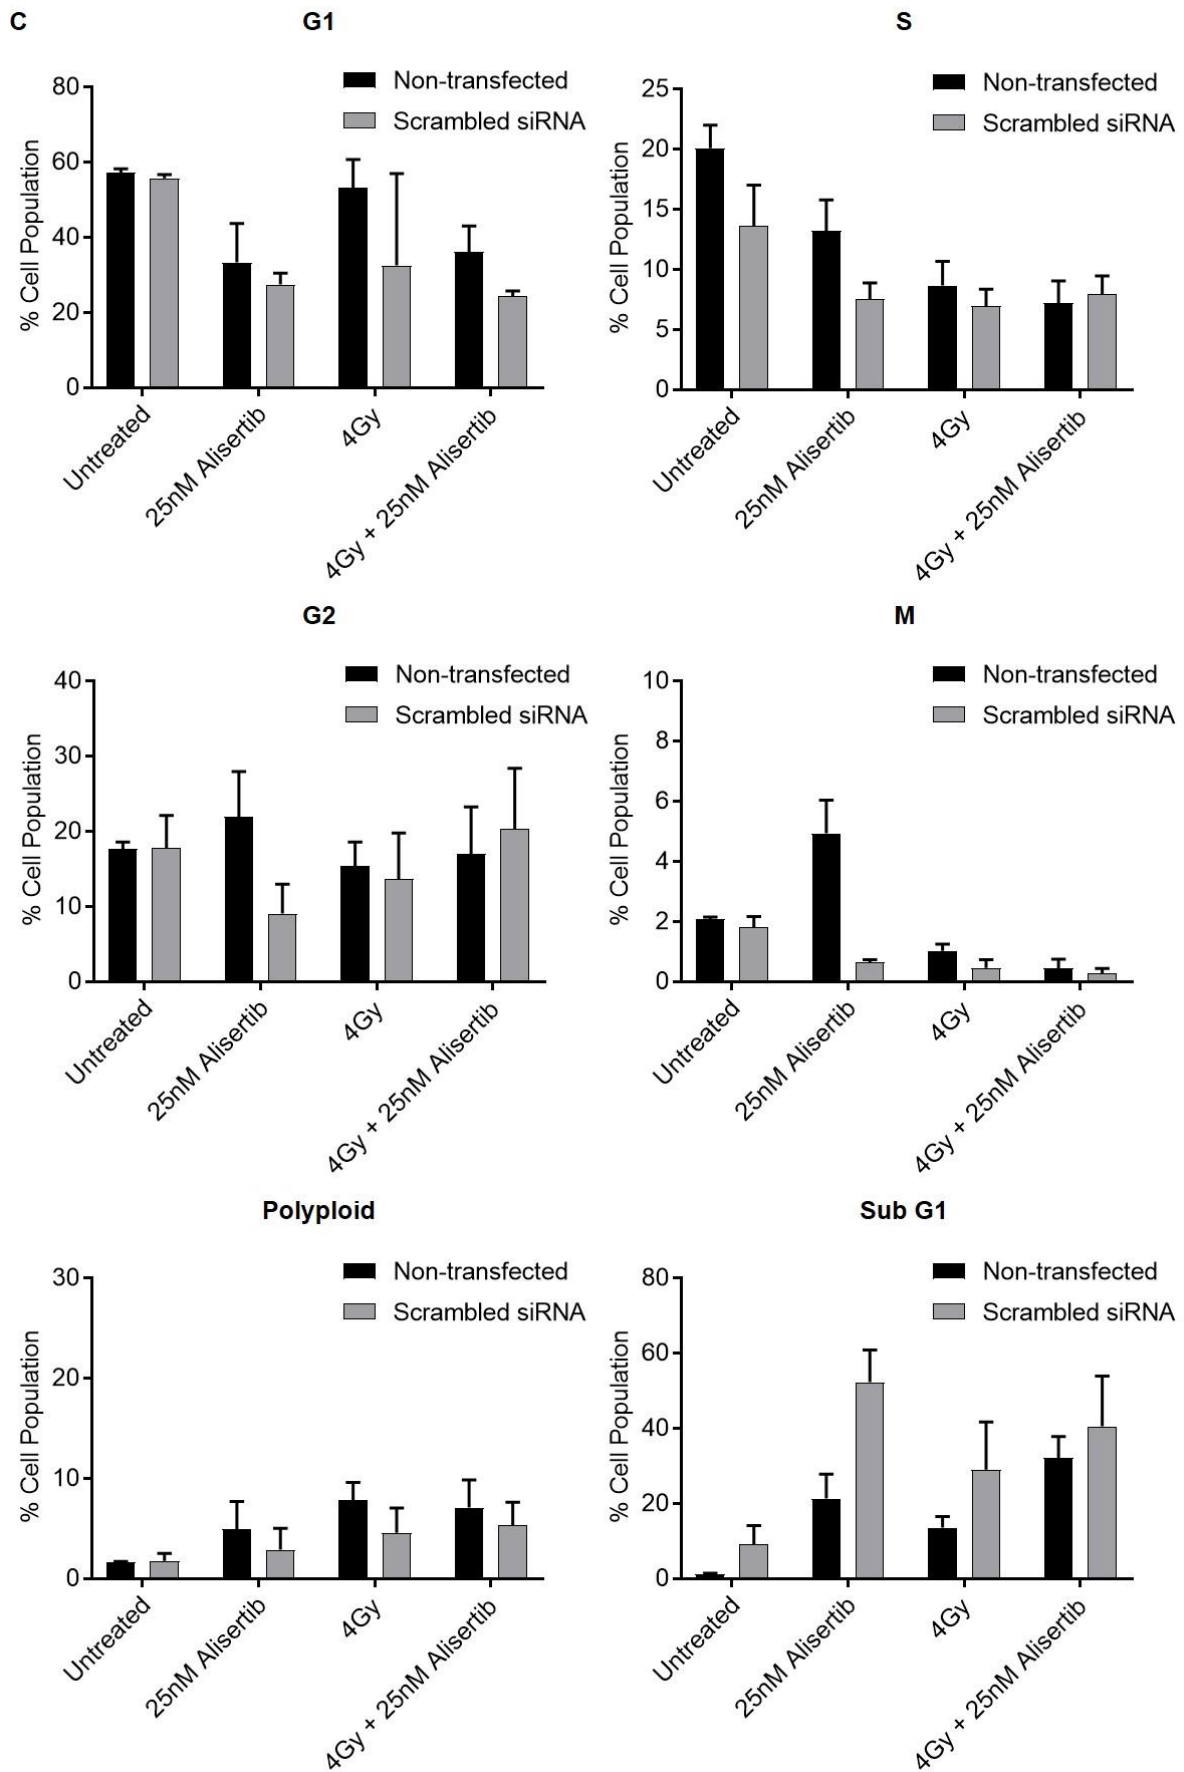 C
G1
Non-transfected
Scrambled siRNA
% Cell Population
80
60
40
20
0
Untreated
25nM Alisertib
4Gy
4Gy + 25nM Alisertib
S
Non-transfected
Scrambled siRNA
% Cell Population
25
20
15
10
5
0
Untreated
25nM Alisertib
4Gy
4Gy + 25nM Alisertib
G2
Non-transfected
Scrambled siRNA
% Cell Population
40
30
20
10
0
Untreated
25nM Alisertib
4Gy
4Gy + 25nM Alisertib
M
Non-transfected
Scrambled siRNA
% Cell Population
10
8
6
4
2
0
Untreated
25nM Alisertib
4Gy
4Gy + 25nM Alisertib
Polyploid
Non-transfected
Scrambled siRNA
% Cell Population
30
20
10
0
Untreated
25nM Alisertib
4Gy
4Gy + 25nM Alisertib
Sub G1
Non-transfected
Scrambled siRNA
% Cell Population
80
60
40
20
0
Untreated
25nM Alisertib
4Gy
4Gy + 25nM Alisertib